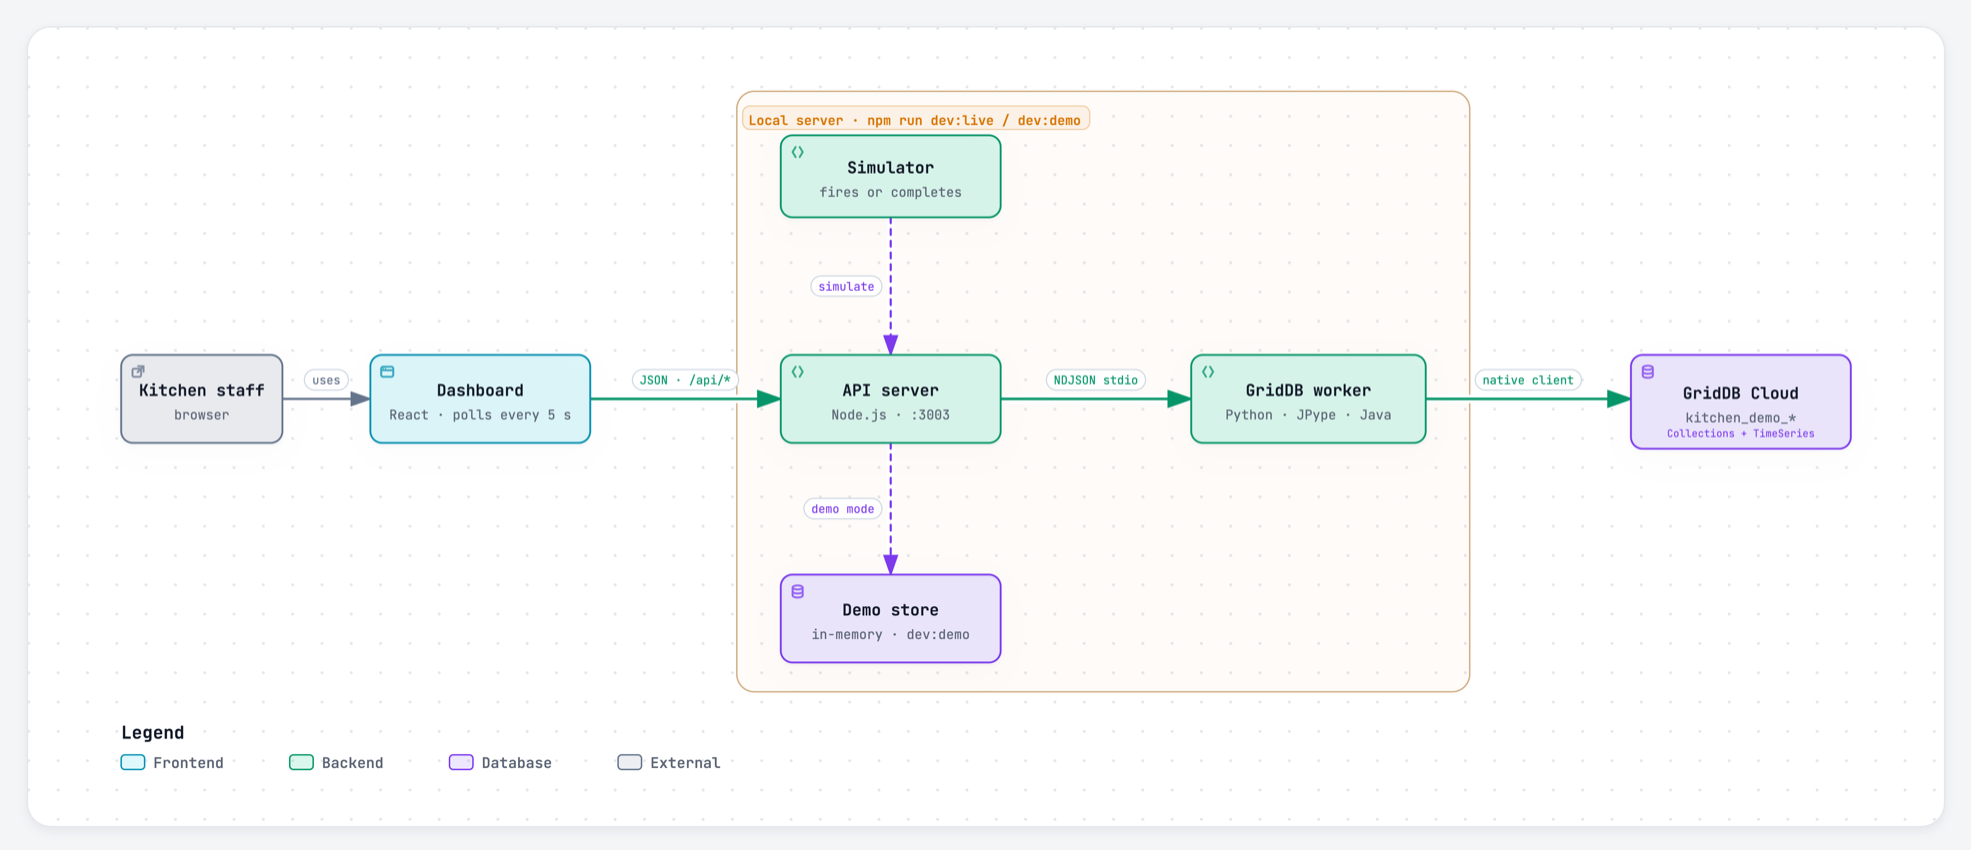 Local server · npm run dev:live / dev:demo
Simulator
fires or completes
simulate
Kitchen staff
browser
uses
Dashboard
React · polls every 5 s
JSON · /api/*
API server
Node.js · :3003
NDJSON stdio
GridDB worker
Python · JPype · Java
native client
GridDB Cloud
kitchen_demo_*
Collections + TimeSeries
demo mode
Demo store
in-memory · dev:demo
Legend
Frontend
Backend
Database
External